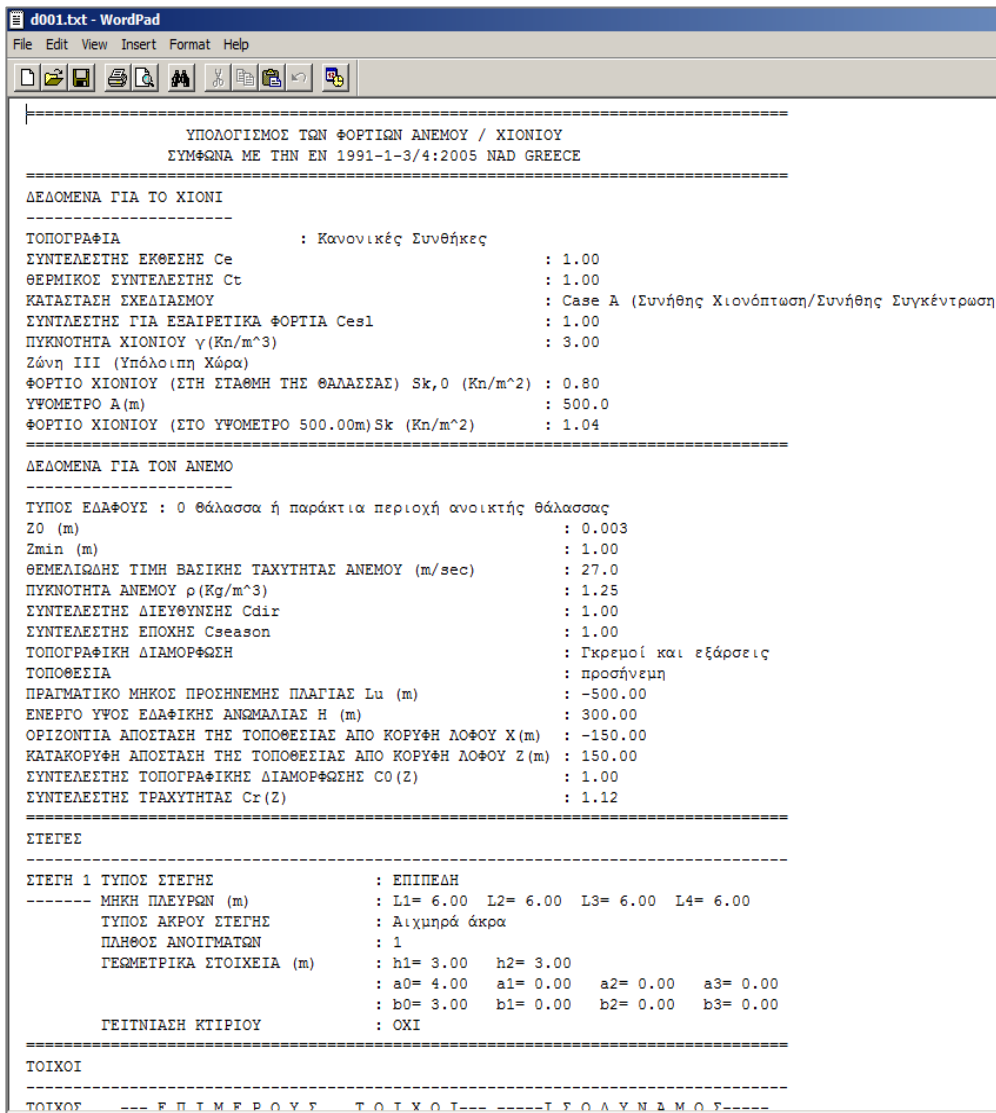 d001.txt - WordPad
File Edit View Insert Format Help
================================================================================
ΥΠΟΛΟΓΙΣΜΟΣ ΤΩΝ ΦΟΡΤΙΩΝ ΑΝΕΜΟΥ / ΧΙΟΝΙΟΥ
ΣΥΜΦΩΝΑ ΜΕ ΤΗΝ EN 1991-1-3/4:2005 NAD GREECE
================================================================================
ΔΕΔΟΜΕΝΑ ΓΙΑ ΤΟ ΧΙΟΝΙ
----------------------
ΤΟΠΟΓΡΑΦΙΑ : Κανονικές Συνθήκες
ΣΥΝΤΕΛΕΣΤΗΣ ΕΚΘΕΣΗΣ Ce : 1.00
ΘΕΡΜΙΚΟΣ ΣΥΝΤΕΛΕΣΤΗΣ Ct : 1.00
ΚΑΤΑΣΤΑΣΗ ΣΧΕΔΙΑΣΜΟΥ : Case A (Συνήθης Χιονόπτωση/Συνήθης Συγκέντρωση
ΣΥΝΤΛΕΣΤΗΣ ΓΙΑ ΕΞΑΙΡΕΤΙΚΑ ΦΟΡΤΙΑ Cesl : 1.00
ΠΥΚΝΟΤΗΤΑ ΧΙΟΝΙΟΥ γ(Kn/m^3) : 3.00
Ζώνη III (Υπόλοιπη Χώρα)
ΦΟΡΤΙΟ ΧΙΟΝΙΟΥ (ΣΤΗ ΣΤΑΘΜΗ ΤΗΣ ΘΑΛΑΣΣΑΣ) Sk,0 (Kn/m^2) : 0.80
ΥΨΟΜΕΤΡΟ A(m) : 500.0
ΦΟΡΤΙΟ ΧΙΟΝΙΟΥ (ΣΤΟ ΥΨΟΜΕΤΡΟ 500.00m)Sk (Kn/m^2) : 1.04
================================================================================
ΔΕΔΟΜΕΝΑ ΓΙΑ ΤΟΝ ΑΝΕΜΟ
----------------------
ΤΥΠΟΣ ΕΔΑΦΟΥΣ : 0 Θάλασσα ή παράκτια περιοχή ανοικτής θάλασσας
Z0 (m) : 0.003
Zmin (m) : 1.00
ΘΕΜΕΛΙΩΔΗΣ ΤΙΜΗ ΒΑΣΙΚΗΣ ΤΑΧΥΤΗΤΑΣ ΑΝΕΜΟΥ (m/sec) : 27.0
ΠΥΚΝΟΤΗΤΑ ΑΝΕΜΟΥ ρ(Kg/m^3) : 1.25
ΣΥΝΤΕΛΕΣΤΗΣ ΔΙΕΥΘΥΝΣΗΣ Cdir : 1.00
ΣΥΝΤΕΛΕΣΤΗΣ ΕΠΟΧΗΣ Cseason : 1.00
ΤΟΠΟΓΡΑΦΙΚΗ ΔΙΑΜΟΡΦΩΣΗ : Γκρεμοί και εξάρσεις
ΤΟΠΟΘΕΣΙΑ : προσήνεμη
ΠΡΑΓΜΑΤΙΚΟ ΜΗΚΟΣ ΠΡΟΣΗΝΕΜΗΣ ΠΛΑΓΙΑΣ Lu (m) : -500.00
ΕΝΕΡΓΟ ΥΨΟΣ ΕΔΑΦΙΚΗΣ ΑΝΩΜΑΛΙΑΣ H (m) : 300.00
ΟΡΙΖΟΝΤΙΑ ΑΠΟΣΤΑΣΗ ΤΗΣ ΤΟΠΟΘΕΣΙΑΣ ΑΠΟ ΚΟΡΥΦΗ ΛΟΦΟΥ X(m) : -150.00
ΚΑΤΑΚΟΡΥΦΗ ΑΠΟΣΤΑΣΗ ΤΗΣ ΤΟΠΟΘΕΣΙΑΣ ΑΠΟ ΚΟΡΥΦΗ ΛΟΦΟΥ Z(m) : 150.00
ΣΥΝΤΕΛΕΣΤΗΣ ΤΟΠΟΓΡΑΦΙΚΗΣ ΔΙΑΜΟΡΦΩΣΗΣ C0(Z) : 1.00
ΣΥΝΤΕΛΕΣΤΗΣ ΤΡΑΧΥΤΗΤΑΣ Cr(Z) : 1.12
================================================================================
ΣΤΕΓΕΣ
--------------------------------------------------------------------------------
ΣΤΕΓΗ 1 ΤΥΠΟΣ ΣΤΕΓΗΣ : ΕΠΙΠΕΔΗ
------- ΜΗΚΗ ΠΛΕΥΡΩΝ (m) : L1= 6.00 L2= 6.00 L3= 6.00 L4= 6.00
ΤΥΠΟΣ ΑΚΡΟΥ ΣΤΕΓΗΣ : Αιχμηρά άκρα
ΠΛΗΘΟΣ ΑΝΟΙΓΜΑΤΩΝ : 1
ΓΕΩΜΕΤΡΙΚΑ ΣΤΟΙΧΕΙΑ (m) : h1= 3.00 h2= 3.00
: a0= 4.00 a1= 0.00 a2= 0.00 a3= 0.00
: b0= 3.00 b1= 0.00 b2= 0.00 b3= 0.00
ΓΕΙΤΝΙΑΣΗ ΚΤΙΡΙΟΥ : ΟΧΙ
================================================================================
ΤΟΙΧΟΙ
--------------------------------------------------------------------------------
ΤΟΙΧΟΣ --- Ε Π Ι Μ Ε Ρ Ο Υ Σ Τ Ο Ι Χ Ο Ι--- -----Ι Σ Ο Δ Υ Ν Α Μ Ο Σ-----